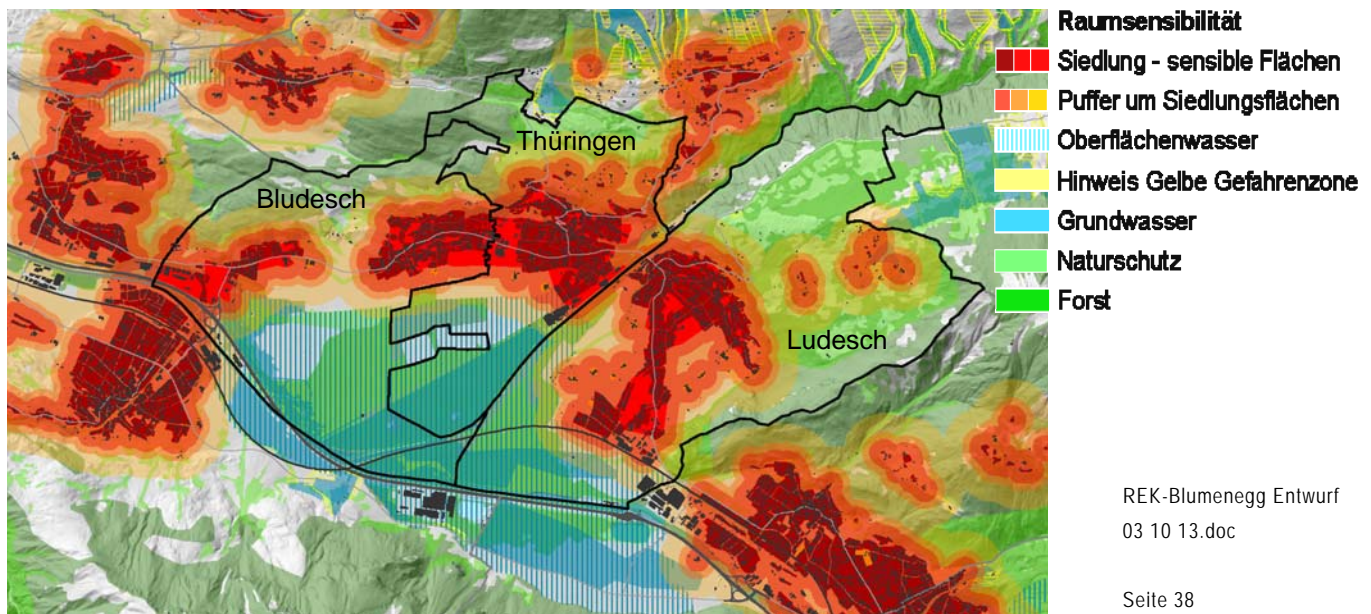 Raumsensibilität
Siedlung - sensible Flächen
Puffer um Siedlungsflächen
Oberflächenwasser
Hinweis Gelbe Gefahrenzone
Grundwasser
Naturschutz
Forst
Thüringen
Bludesch
Ludesch
REK-Blumenegg Entwurf
03 10 13.doc
Seite 38